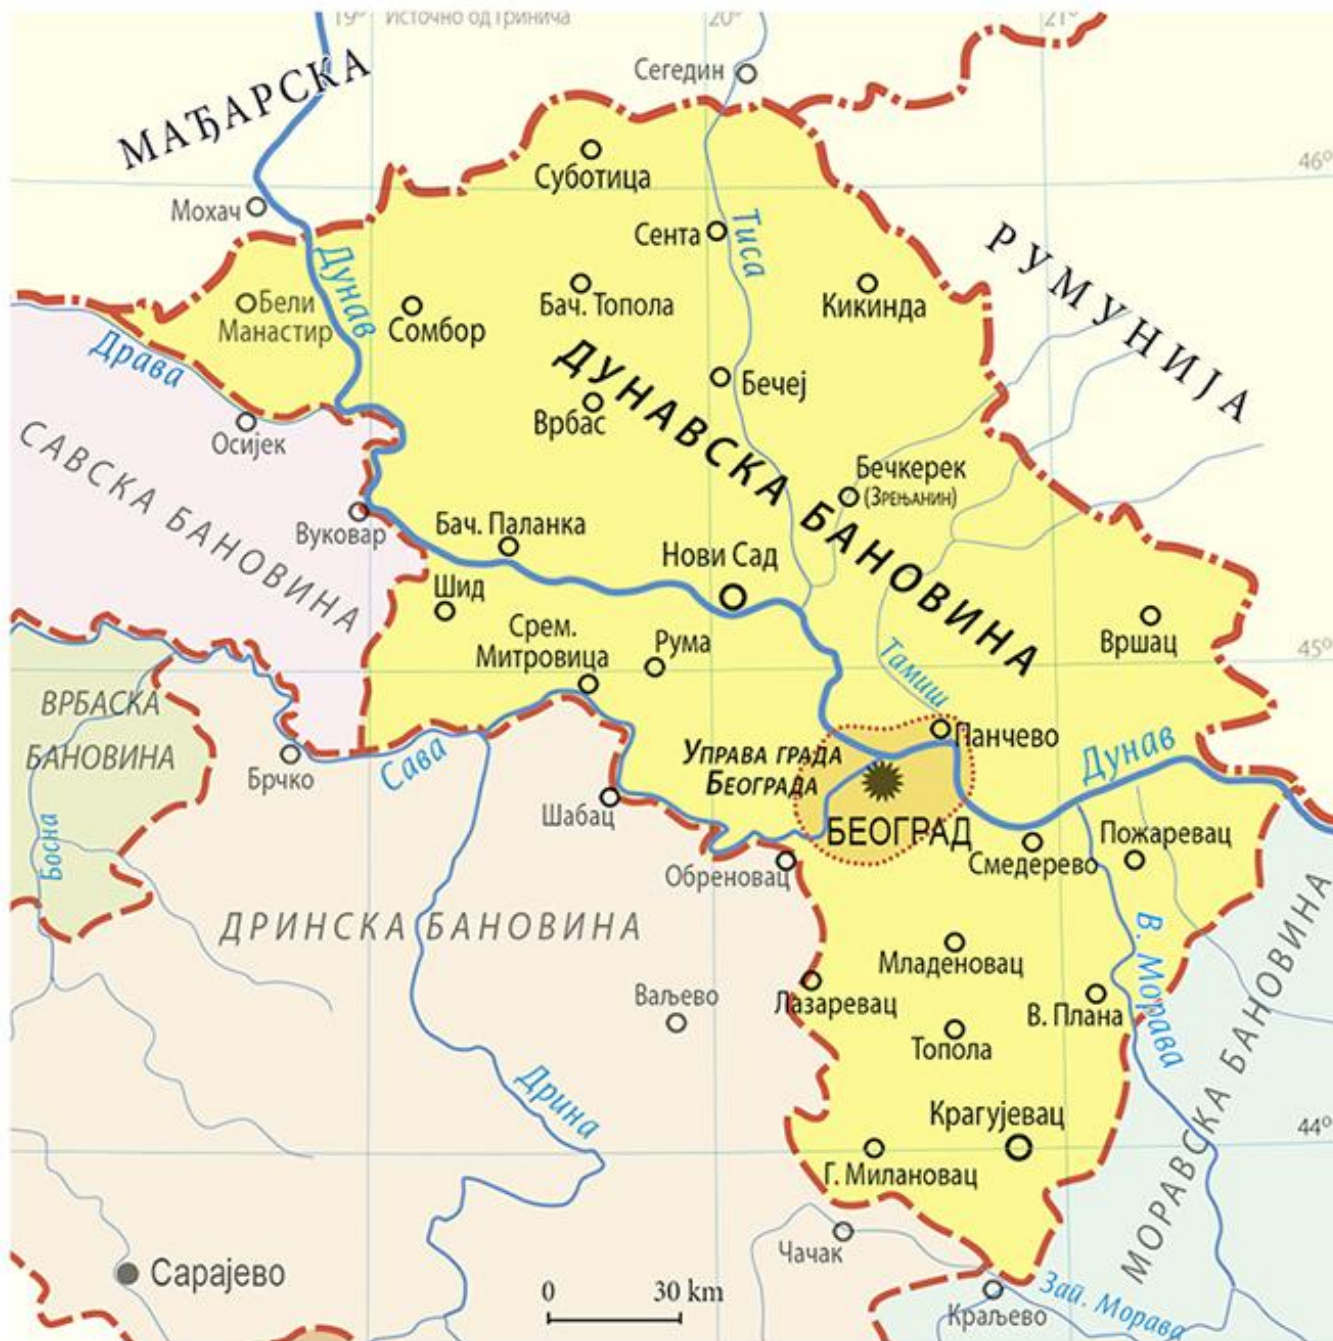 19° Источно од Гринича
20°
21°
МАЂАРСКА
Сегедин
46°
Суботица
Мохач
Сента
Тиса
РУМУНИЈА
Дунав
Бели
Манастир
Сомбор
Бач. Топола
Кикинда
Драва
ДУНАВСКА БАНОВИНА
Бечеј
Врбас
Осијек
САВСКА БАНОВИНА
Бечкерек
(Зрењанин)
Вуковар
Бач. Паланка
Нови Сад
Шид
Срем.
Митровица
Рума
Вршац
45°
Тамиш
ВРБАСКА
БАНОВИНА
Брчко
Сава
Управа града
Београда
Панчево
Дунав
Шабац
БЕОГРАД
Босна
Обреновац
Смедерево
Пожаревац
ДРИНСКА БАНОВИНА
Младеновац
В. Морава
Ваљево
Лазаревац
В. Плана
Топола
МОРАВСКА БАНОВИНА
Дрина
Крагујевац
44°
Г. Милановац
Чачак
Сарајево
0 30 km
Краљево
Зай. Морава